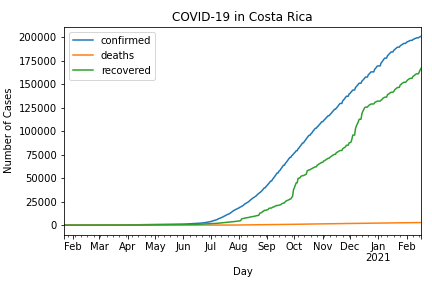 COVID-19 in Costa Rica
confirmed
deaths
recovered
Number of Cases
200000
175000
150000
125000
100000
75000
50000
25000
0
Feb Mar Apr May Jun Jul Aug Sep Oct Nov Dec Jan Feb
2021
Day